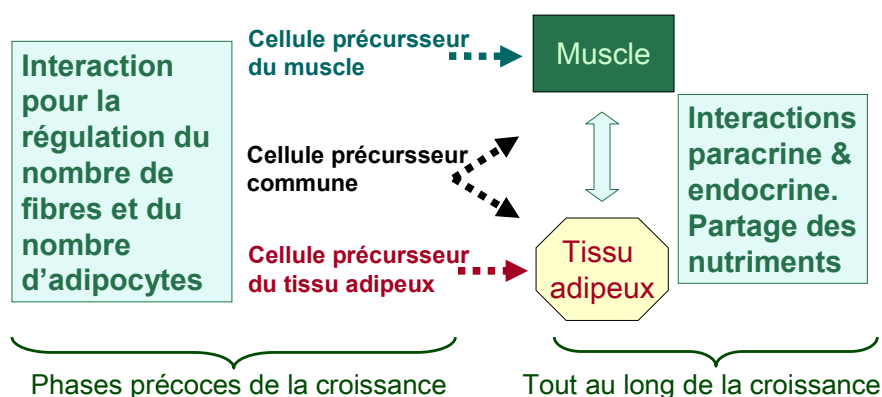 Interaction
pour la
régulation du
nombre de
fibres et du
nombre
d’adipocytes
Cellule précursseur
du muscle
Cellule précursseur
commune
Cellule précursseur
du tissu adipeux
Muscle
Tissu
adipeux
Interactions
paracrine &
endocrine.
Partage des
nutriments
Phases précoces de la croissance
Tout au long de la croissance